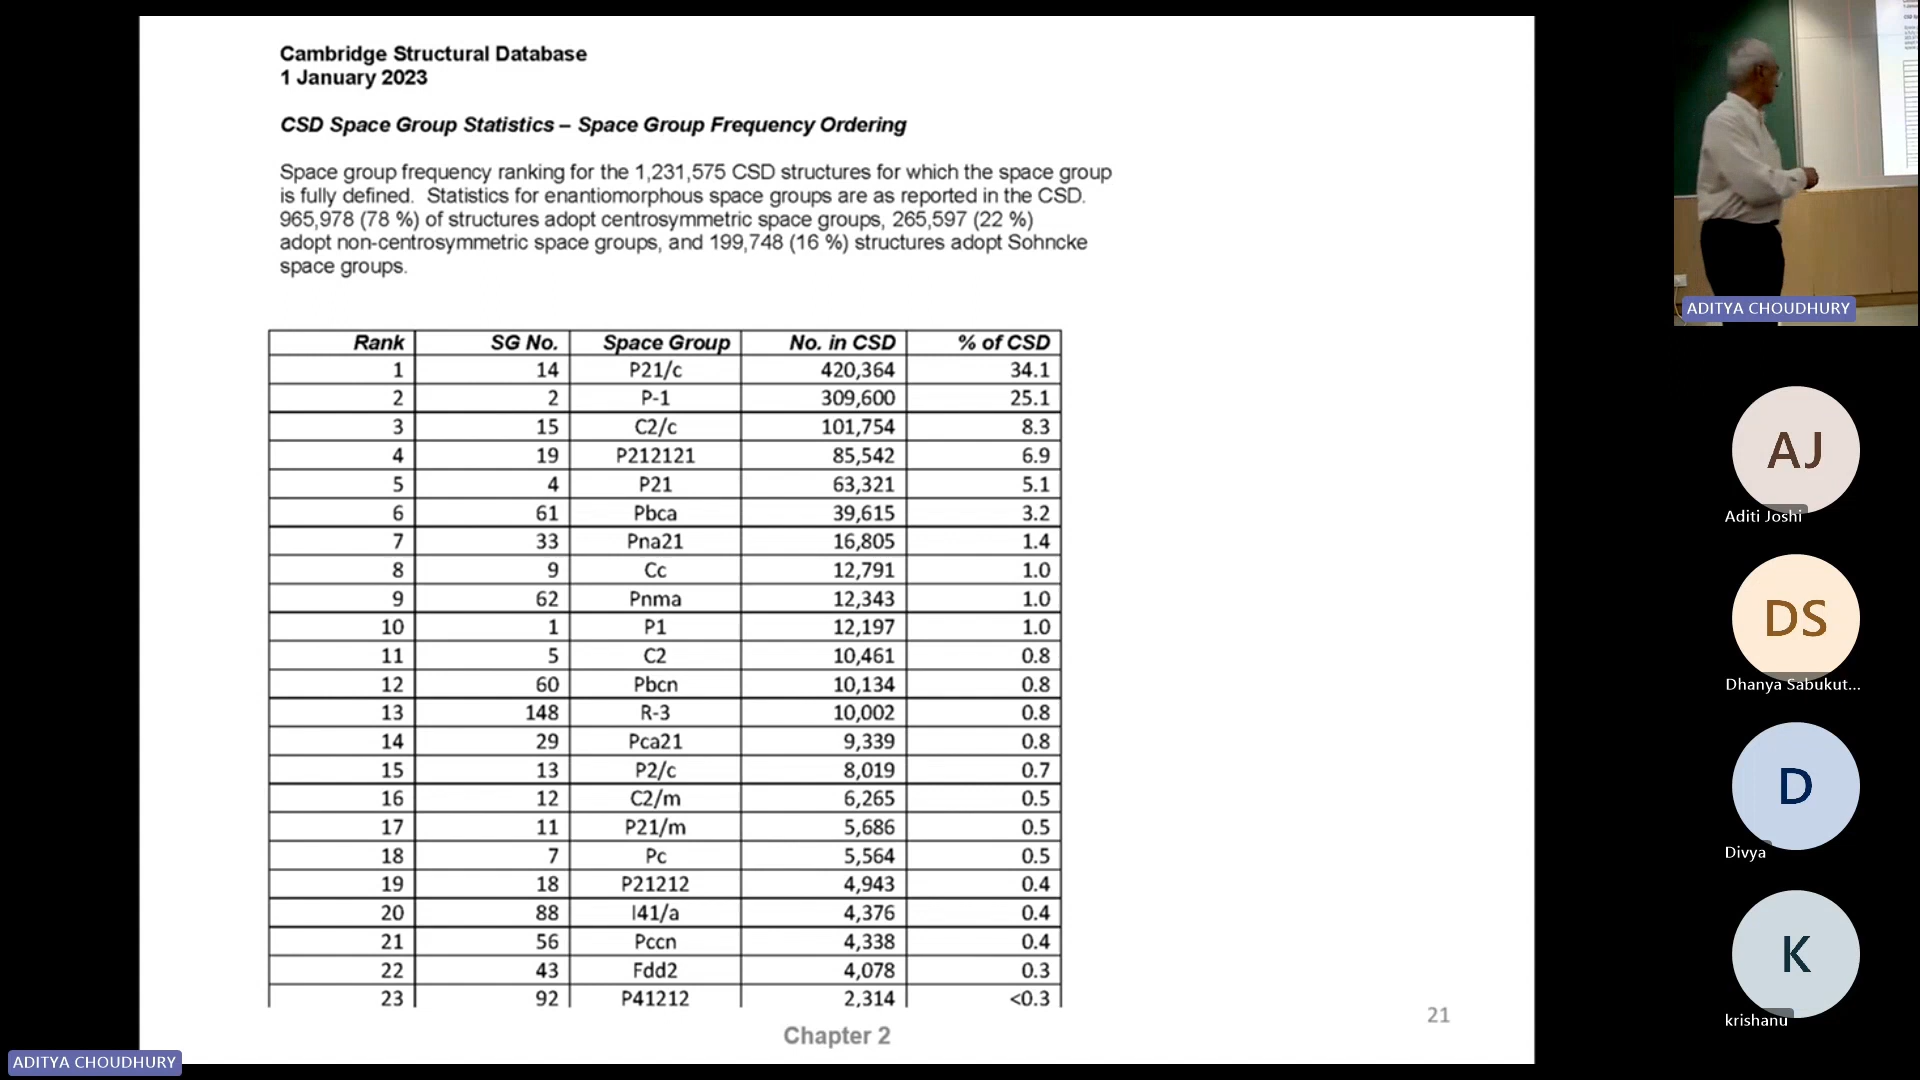 Cambridge Structural Database
1 January 2023
CSD Space Group Statistics – Space Group Frequency Ordering
Space group frequency ranking for the 1,231,575 CSD structures for which the space group
is fully defined. Statistics for enantiomorphous space groups are as reported in the CSD.
965,978 (78 %) of structures adopt centrosymmetric space groups, 265,597 (22 %)
adopt non-centrosymmetric space groups, and 199,748 (16 %) structures adopt Sohncke
space groups.
Rank SG No. Space Group No. in CSD % of CSD
1 14 P21/c 420,364 34.1
2 2 P-1 309,600 25.1
3 15 C2/c 101,754 8.3
4 19 P212121 85,542 6.9
5 4 P21 63,321 5.1
6 61 Pbca 39,615 3.2
7 33 Pna21 16,805 1.4
8 9 Cc 12,791 1.0
9 62 Pnma 12,343 1.0
10 1 P1 12,197 1.0
11 5 C2 10,461 0.8
12 60 Pbcn 10,134 0.8
13 148 R-3 10,002 0.8
14 29 Pca21 9,339 0.8
15 13 P2/c 8,019 0.7
16 12 C2/m 6,265 0.5
17 11 P21/m 5,686 0.5
18 7 Pc 5,564 0.5
19 18 P21212 4,943 0.4
20 88 I41/a 4,376 0.4
21 56 Pccn 4,338 0.4
22 43 Fdd2 4,078 0.3
23 92 P41212 2,314 <0.3
21
Chapter 2
ADITYA CHOUDHURY
ADITYA CHOUDHURY
AJ
Aditi Joshi
DS
Dhanya Sabukut...
D
Divya
K
krishanu